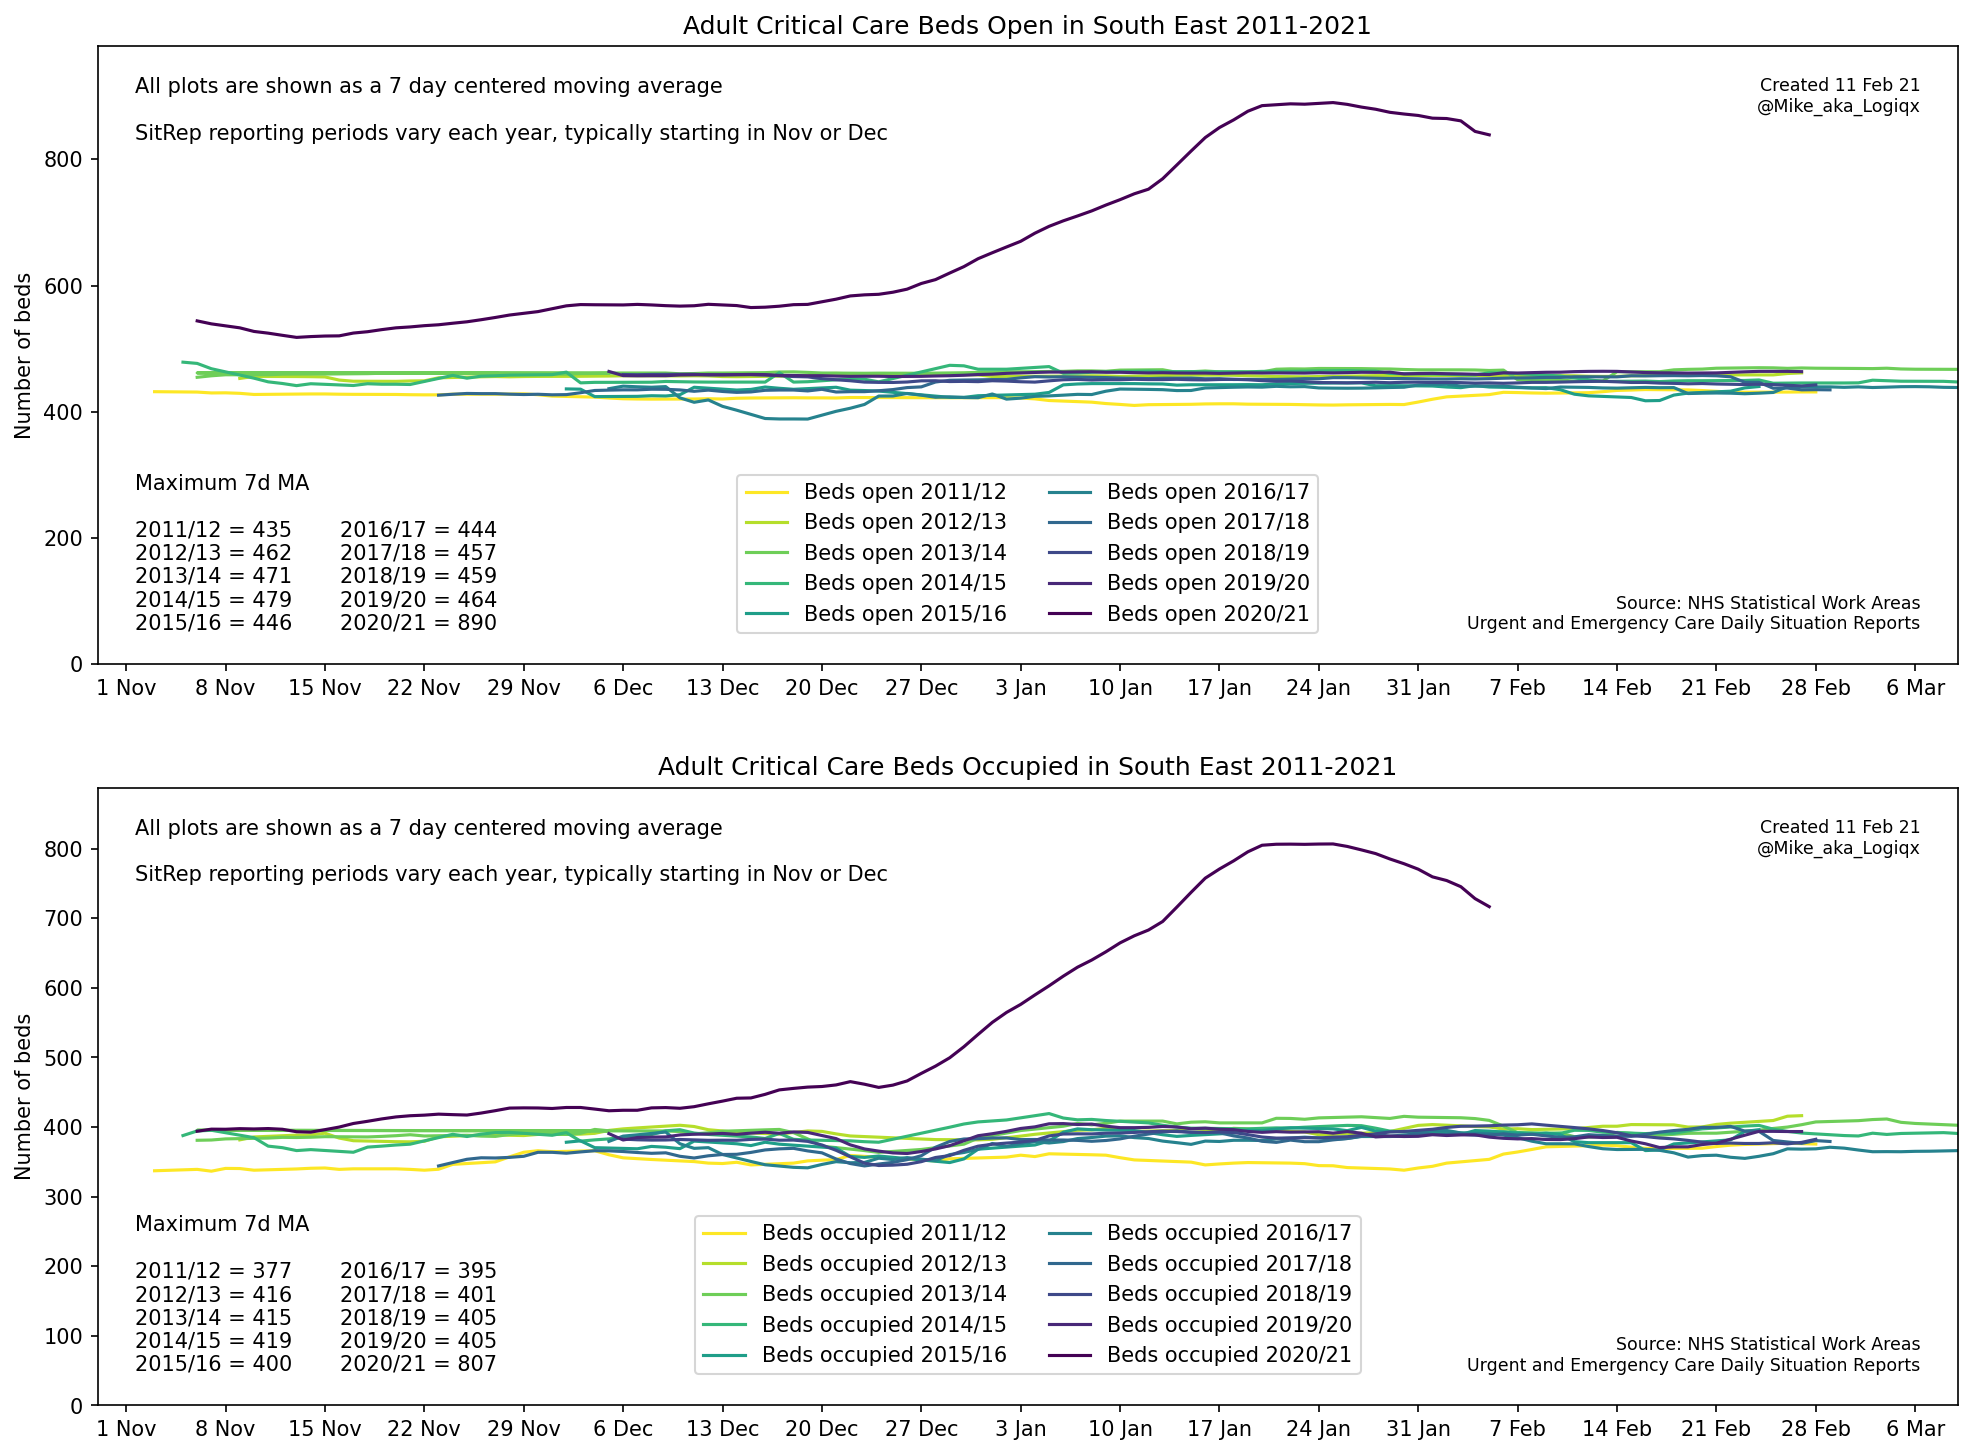 Adult Critical Care Beds Open in South East 2011-2021
All plots are shown as a 7 day centered moving average
SitRep reporting periods vary each year, typically starting in Nov or Dec
Created 11 Feb 21
@Mike_aka_Logiqx
Number of beds
800
600
400
200
0
Maximum 7d MA
2011/12 = 435 2016/17 = 444
2012/13 = 462 2017/18 = 457
2013/14 = 471 2018/19 = 459
2014/15 = 479 2019/20 = 464
2015/16 = 446 2020/21 = 890
Beds open 2011/12 Beds open 2016/17
Beds open 2012/13 Beds open 2017/18
Beds open 2013/14 Beds open 2018/19
Beds open 2014/15 Beds open 2019/20
Beds open 2015/16 Beds open 2020/21
Source: NHS Statistical Work Areas
Urgent and Emergency Care Daily Situation Reports
1 Nov 8 Nov 15 Nov 22 Nov 29 Nov 6 Dec 13 Dec 20 Dec 27 Dec 3 Jan 10 Jan 17 Jan 24 Jan 31 Jan 7 Feb 14 Feb 21 Feb 28 Feb 6 Mar
Adult Critical Care Beds Occupied in South East 2011-2021
All plots are shown as a 7 day centered moving average
SitRep reporting periods vary each year, typically starting in Nov or Dec
Created 11 Feb 21
@Mike_aka_Logiqx
Number of beds
800
700
600
500
400
300
200
100
0
Maximum 7d MA
2011/12 = 377 2016/17 = 395
2012/13 = 416 2017/18 = 401
2013/14 = 415 2018/19 = 405
2014/15 = 419 2019/20 = 405
2015/16 = 400 2020/21 = 807
Beds occupied 2011/12 Beds occupied 2016/17
Beds occupied 2012/13 Beds occupied 2017/18
Beds occupied 2013/14 Beds occupied 2018/19
Beds occupied 2014/15 Beds occupied 2019/20
Beds occupied 2015/16 Beds occupied 2020/21
Source: NHS Statistical Work Areas
Urgent and Emergency Care Daily Situation Reports
1 Nov 8 Nov 15 Nov 22 Nov 29 Nov 6 Dec 13 Dec 20 Dec 27 Dec 3 Jan 10 Jan 17 Jan 24 Jan 31 Jan 7 Feb 14 Feb 21 Feb 28 Feb 6 Mar